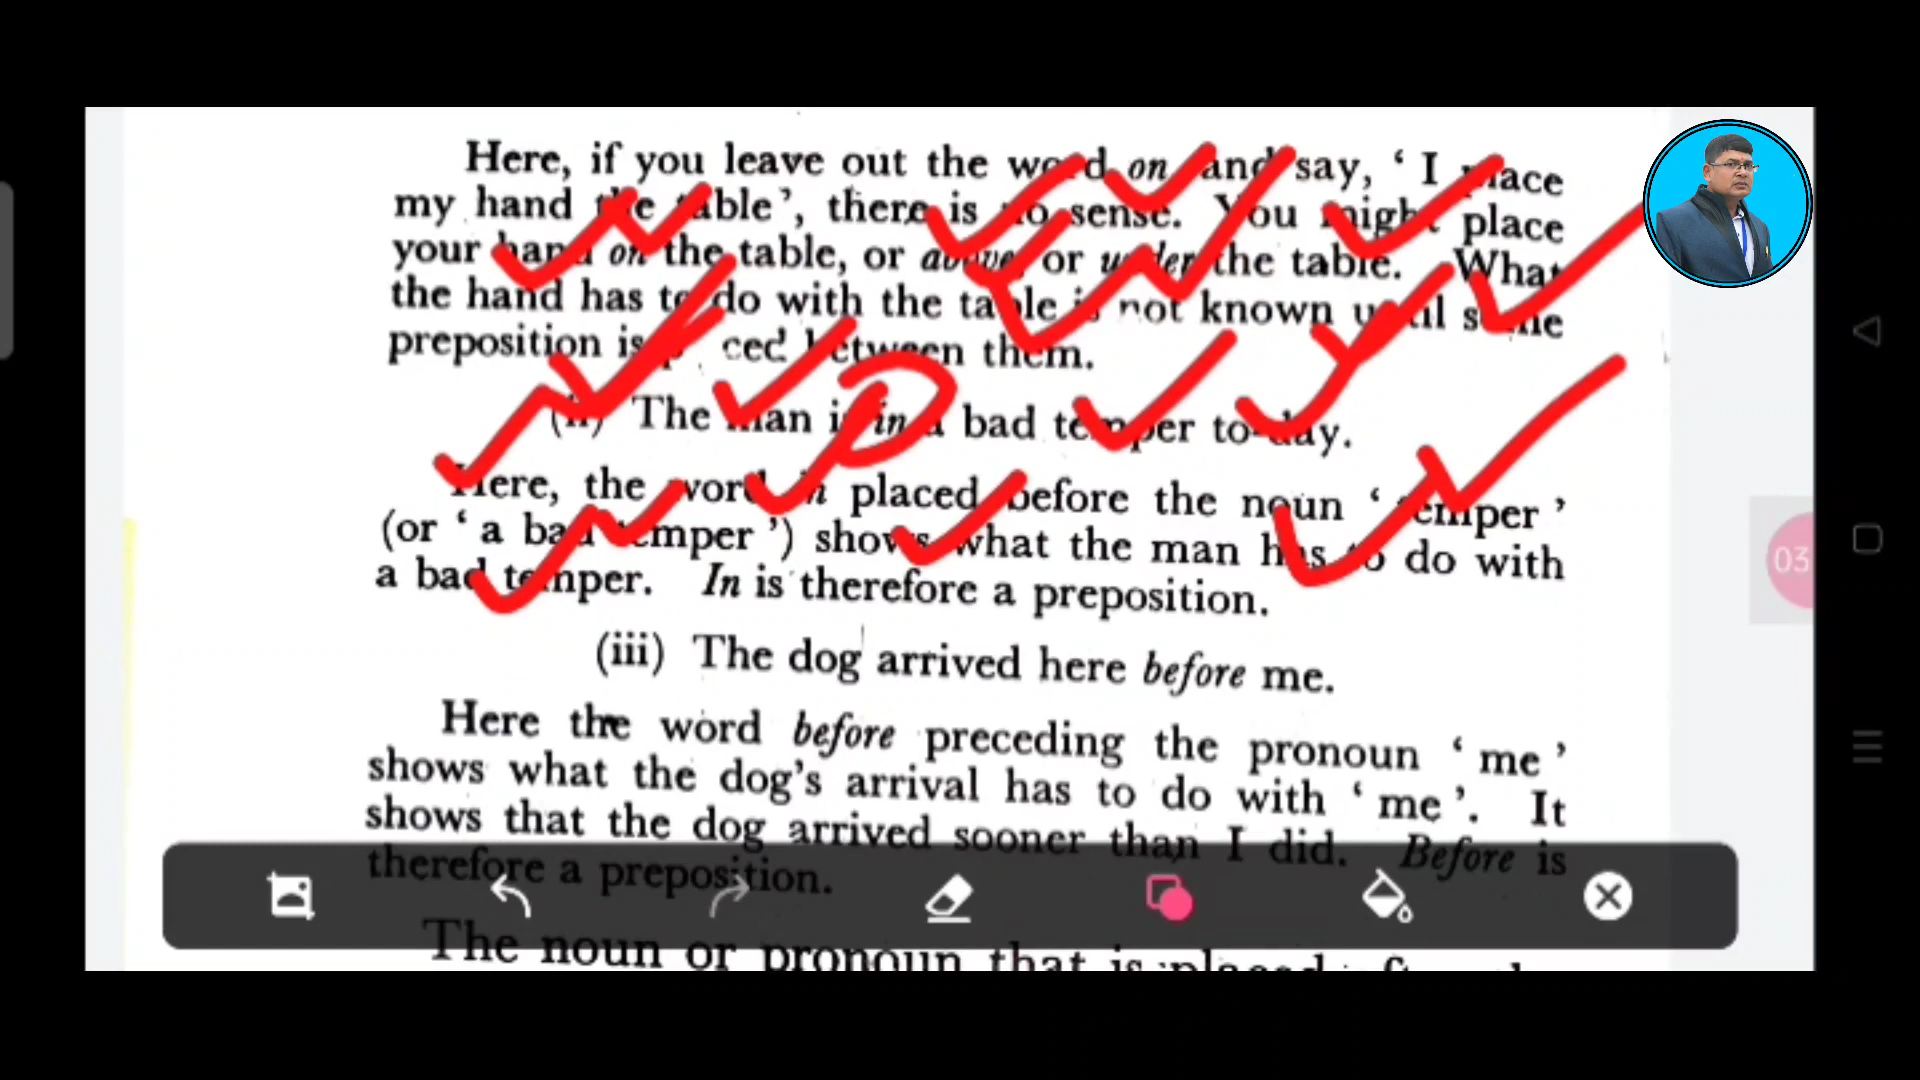 Here, if you leave out the word on and say, ‘ I place
my hand the table ’, there is no sense. You might place
your hand on the table, or above, or under the table. What
the hand has to do with the table is not known until some
preposition is placed between them.
(ii) The man is in a bad temper to-day.
Here, the word in placed before the noun ‘ temper ’
(or ‘ a bad temper ’) shows what the man has to do with
a bad temper. In is therefore a preposition.
(iii) The dog arrived here before me.
Here the word before preceding the pronoun ‘ me ’
shows what the dog’s arrival has to do with ‘ me ’. It
shows that the dog arrived sooner than I did. Before is
therefore a preposition.
The noun or pronoun that is placed
03